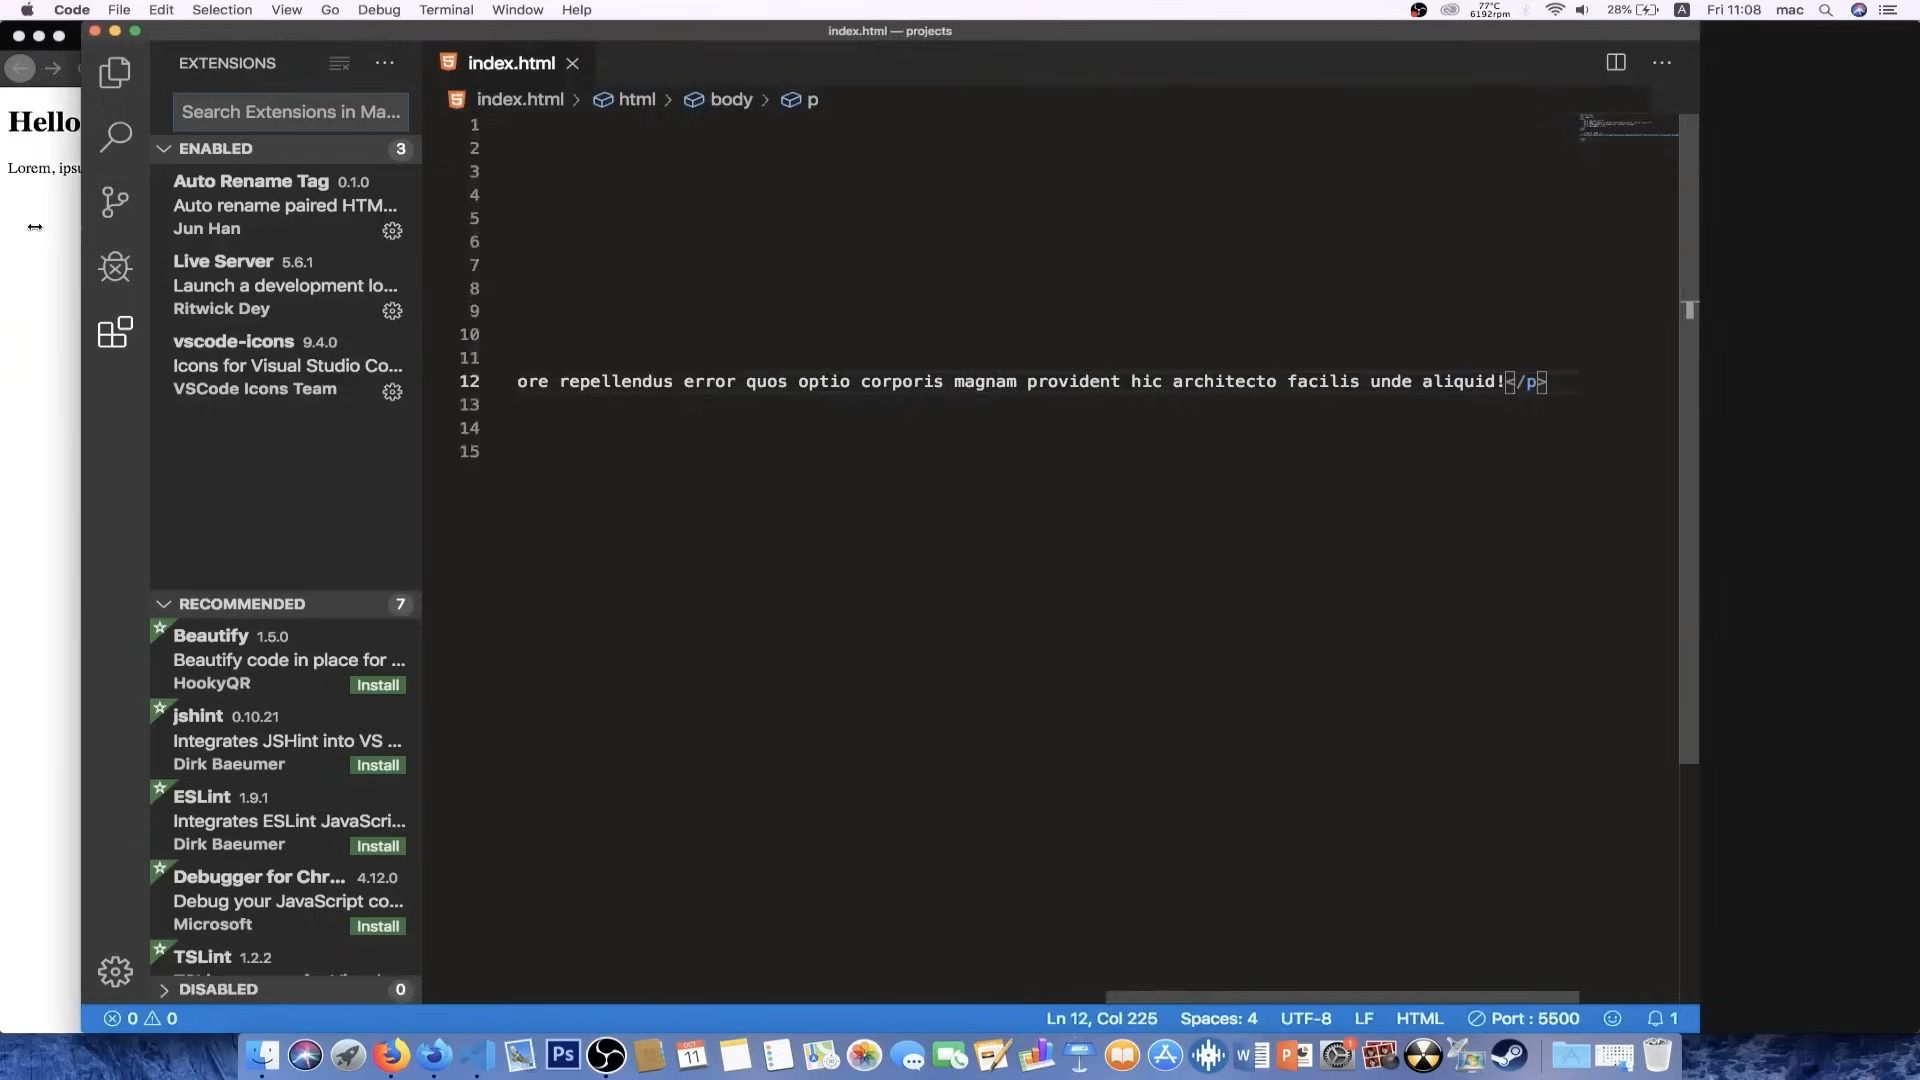 Code File Edit Selection View Go Debug Terminal Window Help
77°C
6192rpm
28%
A
Fri 11:08 mac
index.html — projects
Hello
Lorem, ipsu
EXTENSIONS
Search Extensions in Ma...
ENABLED 3
Auto Rename Tag 0.1.0
Auto rename paired HTM...
Jun Han
Live Server 5.6.1
Launch a development lo...
Ritwick Dey
vscode-icons 9.4.0
Icons for Visual Studio Co...
VSCode Icons Team
RECOMMENDED 7
Beautify 1.5.0
Beautify code in place for ...
HookyQR Install
jshint 0.10.21
Integrates JSHint into VS ...
Dirk Baeumer Install
ESLint 1.9.1
Integrates ESLint JavaScri...
Dirk Baeumer Install
Debugger for Chr... 4.12.0
Debug your JavaScript co...
Microsoft Install
TSLint 1.2.2
DISABLED 0
index.html
index.html > html > body > p
1
2
3
4
5
6
7
8
9
10
11
12 ore repellendus error quos optio corporis magnam provident hic architecto facilis unde aliquid!</p>
13
14
15
0 0
Ln 12, Col 225 Spaces: 4 UTF-8 LF HTML Port : 5500 1
Ps
OCT
11
W
P